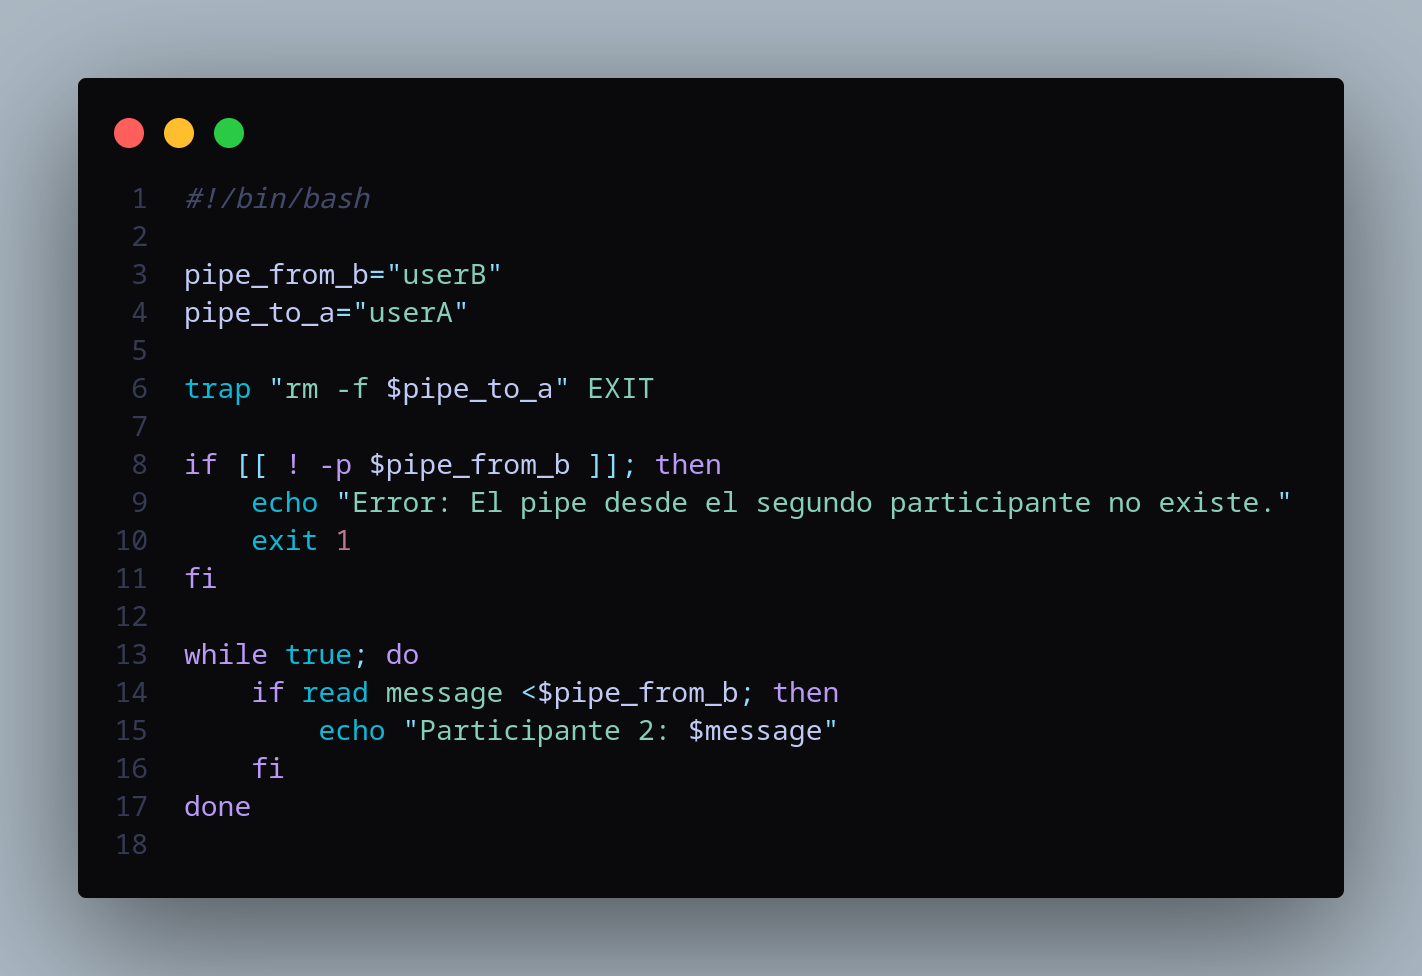 1 #!/bin/bash
2
3 pipe_from_b="userB"
4 pipe_to_a="userA"
5
6 trap "rm -f $pipe_to_a" EXIT
7
8 if [[ ! -p $pipe_from_b ]]; then
9     echo "Error: El pipe desde el segundo participante no existe."
10     exit 1
11 fi
12
13 while true; do
14     if read message <$pipe_from_b; then
15         echo "Participante 2: $message"
16     fi
17 done
18